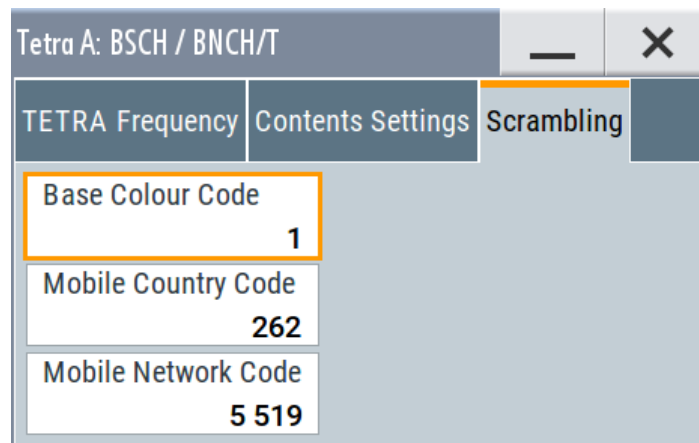 Tetra A: BSCH / BNCH/T
TETRA Frequency Contents Settings Scrambling
Base Colour Code
1
Mobile Country Code
262
Mobile Network Code
5 519